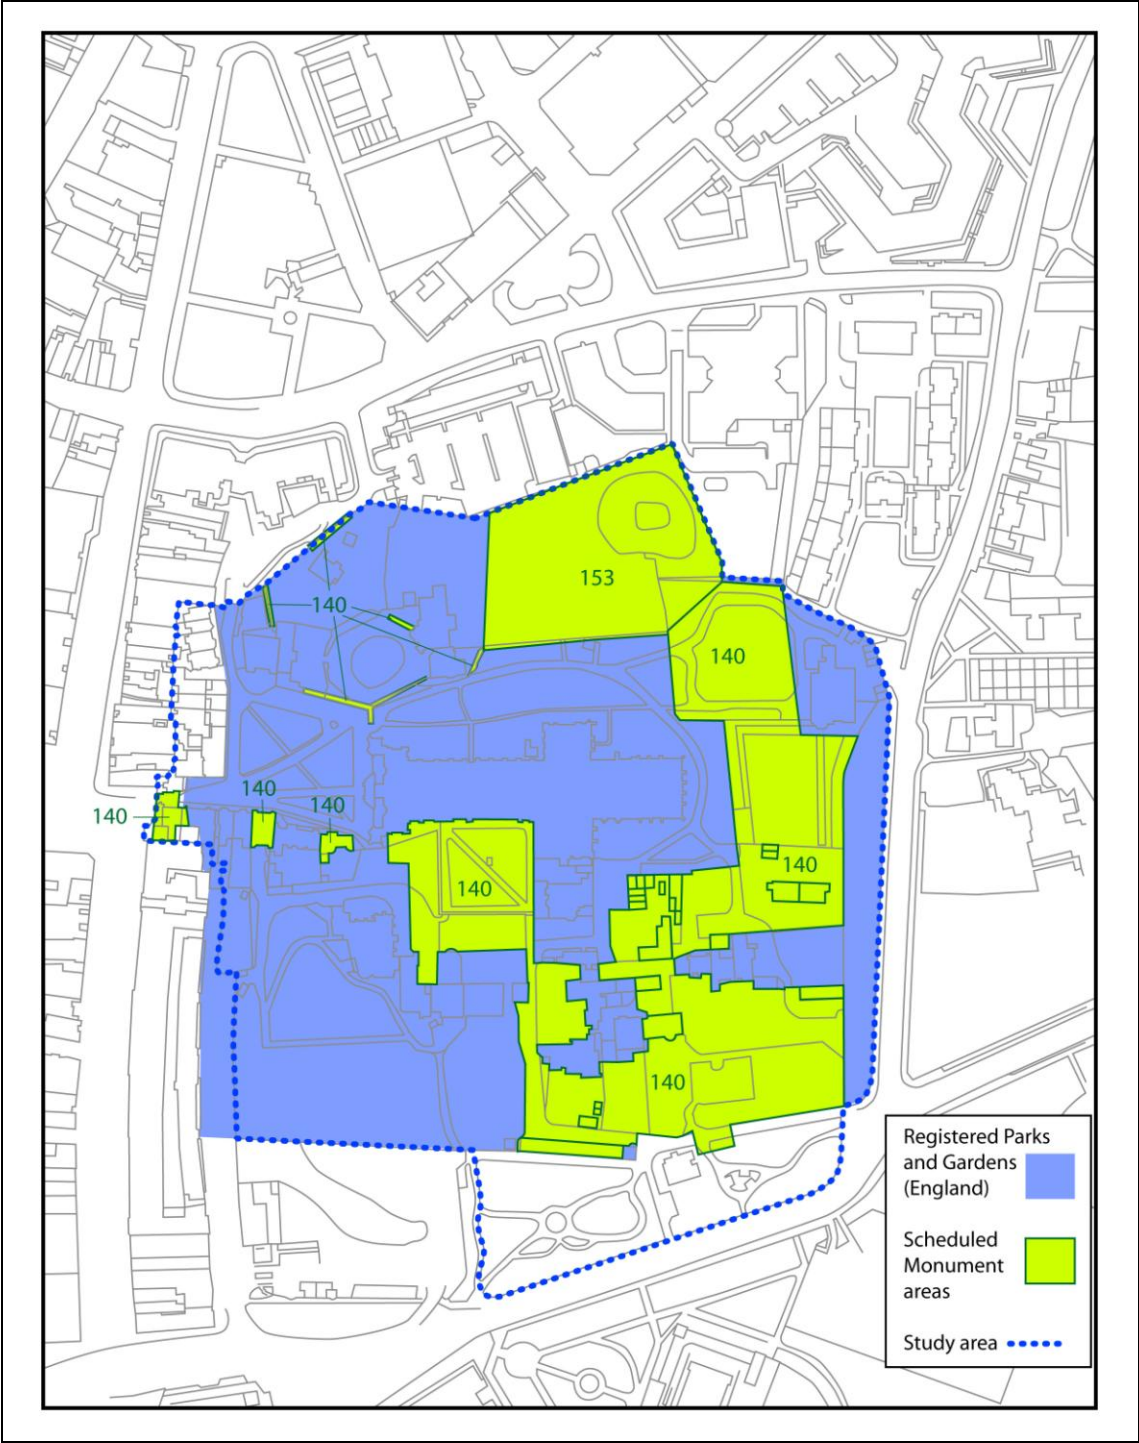 153
140
140
140
140
140
140
140
140
Registered Parks
and Gardens
(England)
Scheduled
Monument
areas
Study area